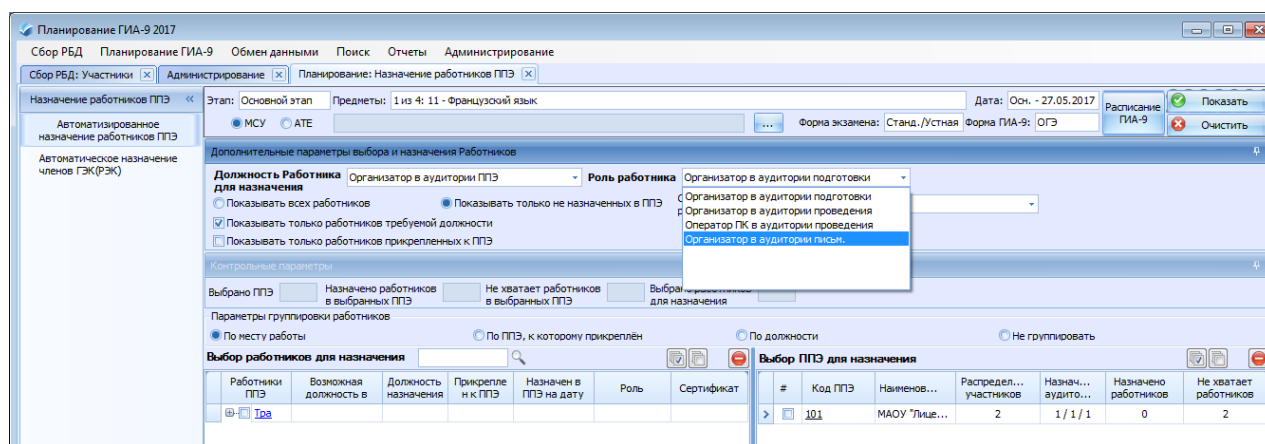 Планирование ГИА-9 2017
Сбор РБД Планирование ГИА-9 Обмен данными Поиск Отчеты Администрирование
Сбор РБД: Участники Администрирование Планирование: Назначение работников ППЭ
Назначение работников ППЭ
Автоматизированное
назначение работников ППЭ
Автоматическое назначение
членов ГЭК(РЭК)
Этап: Основной этап Предметы: 1 из 4: 11 - Французский язык Дата: Осн. - 27.05.2017
МСУ АТЕ ... Форма экзамена: Станд./Устная Форма ГИА-9: ОГЭ
Расписание
ГИА-9
Показать
Очистить
Дополнительные параметры выбора и назначения Работников
Должность Работника
для назначения
Организатор в аудитории ППЭ
Роль работника Организатор в аудитории подготовки
Организатор в аудитории подготовки
Организатор в аудитории проведения
Оператор ПК в аудитории проведения
Организатор в аудитории письм.
Показывать всех работников Показывать только не назначенных в ППЭ
Показывать только работников требуемой должности
Показывать только работников прикрепленных к ППЭ
Контрольные параметры
Выбрано ППЭ
Назначено работников
в выбранных ППЭ
Не хватает работников
в выбранных ППЭ
для назначения
Параметры группировки работников
По месту работы По ППЭ, к которому прикреплён По должности Не группировать
Выбор работников для назначения
Работники
ППЭ
Возможная
должность в
Должность
назначения
Прикрепле
н к ППЭ
Назначен в
ППЭ на дату
Роль
Сертификат
Тра
Выбор ППЭ для назначения
# Код ППЭ Наименов...
Распредел...
участников
Назнач...
аудито...
Назначено
работников
Не хватает
работников
101 МАОУ "Лице... 2 1 / 1 / 1 0 2